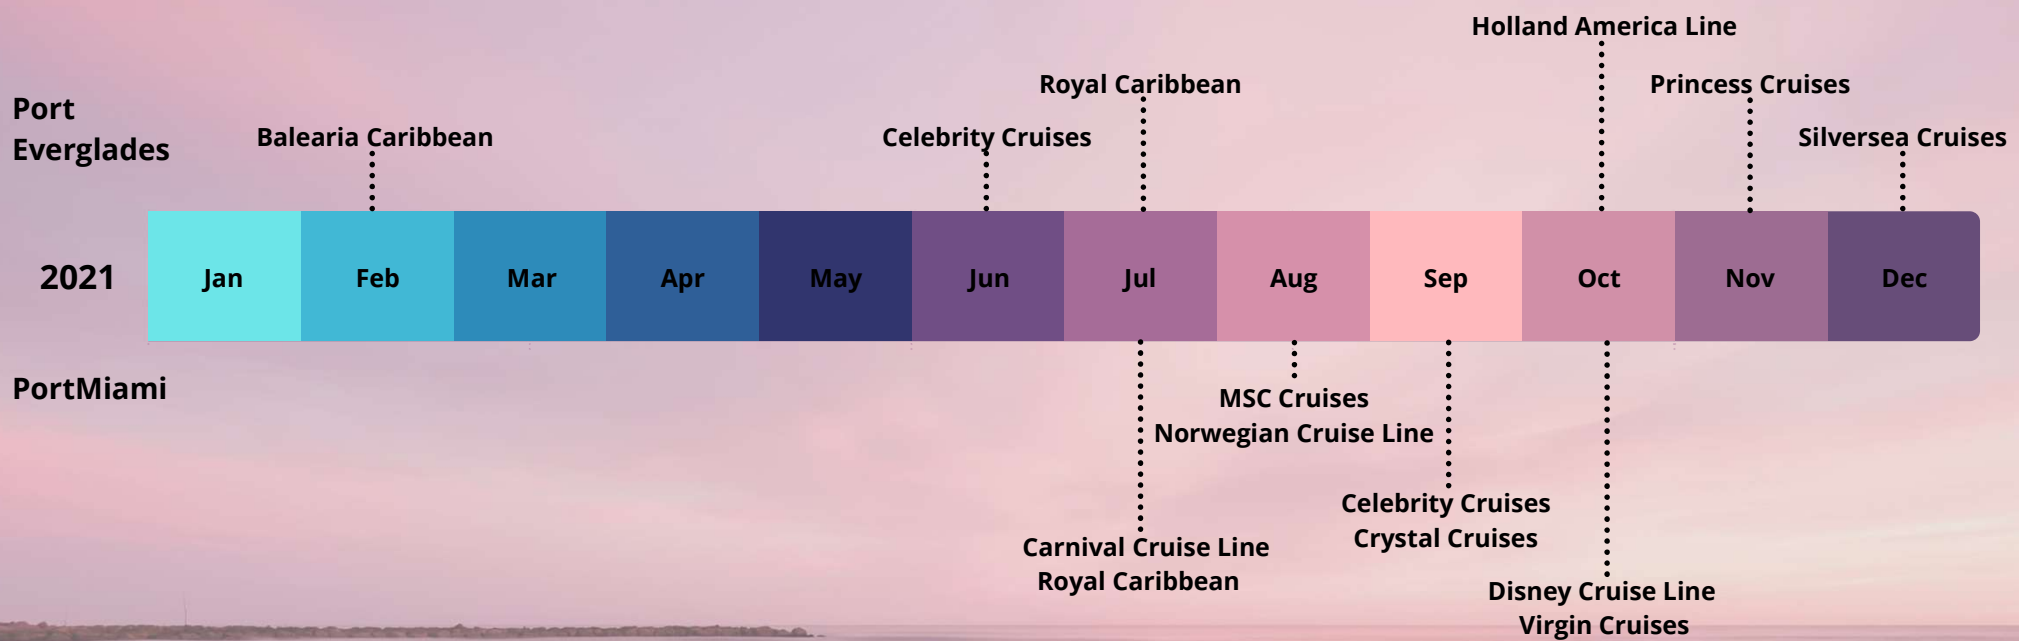 Holland America Line
Royal Caribbean
Princess Cruises
Port
Everglades
Balearia Caribbean
Celebrity Cruises
Silversea Cruises
2021
Jan
Feb
Mar
Apr
May
Jun
Jul
Aug
Sep
Oct
Nov
Dec
PortMiami
MSC Cruises
Norwegian Cruise Line
Celebrity Cruises
Crystal Cruises
Carnival Cruise Line
Royal Caribbean
Disney Cruise Line
Virgin Cruises